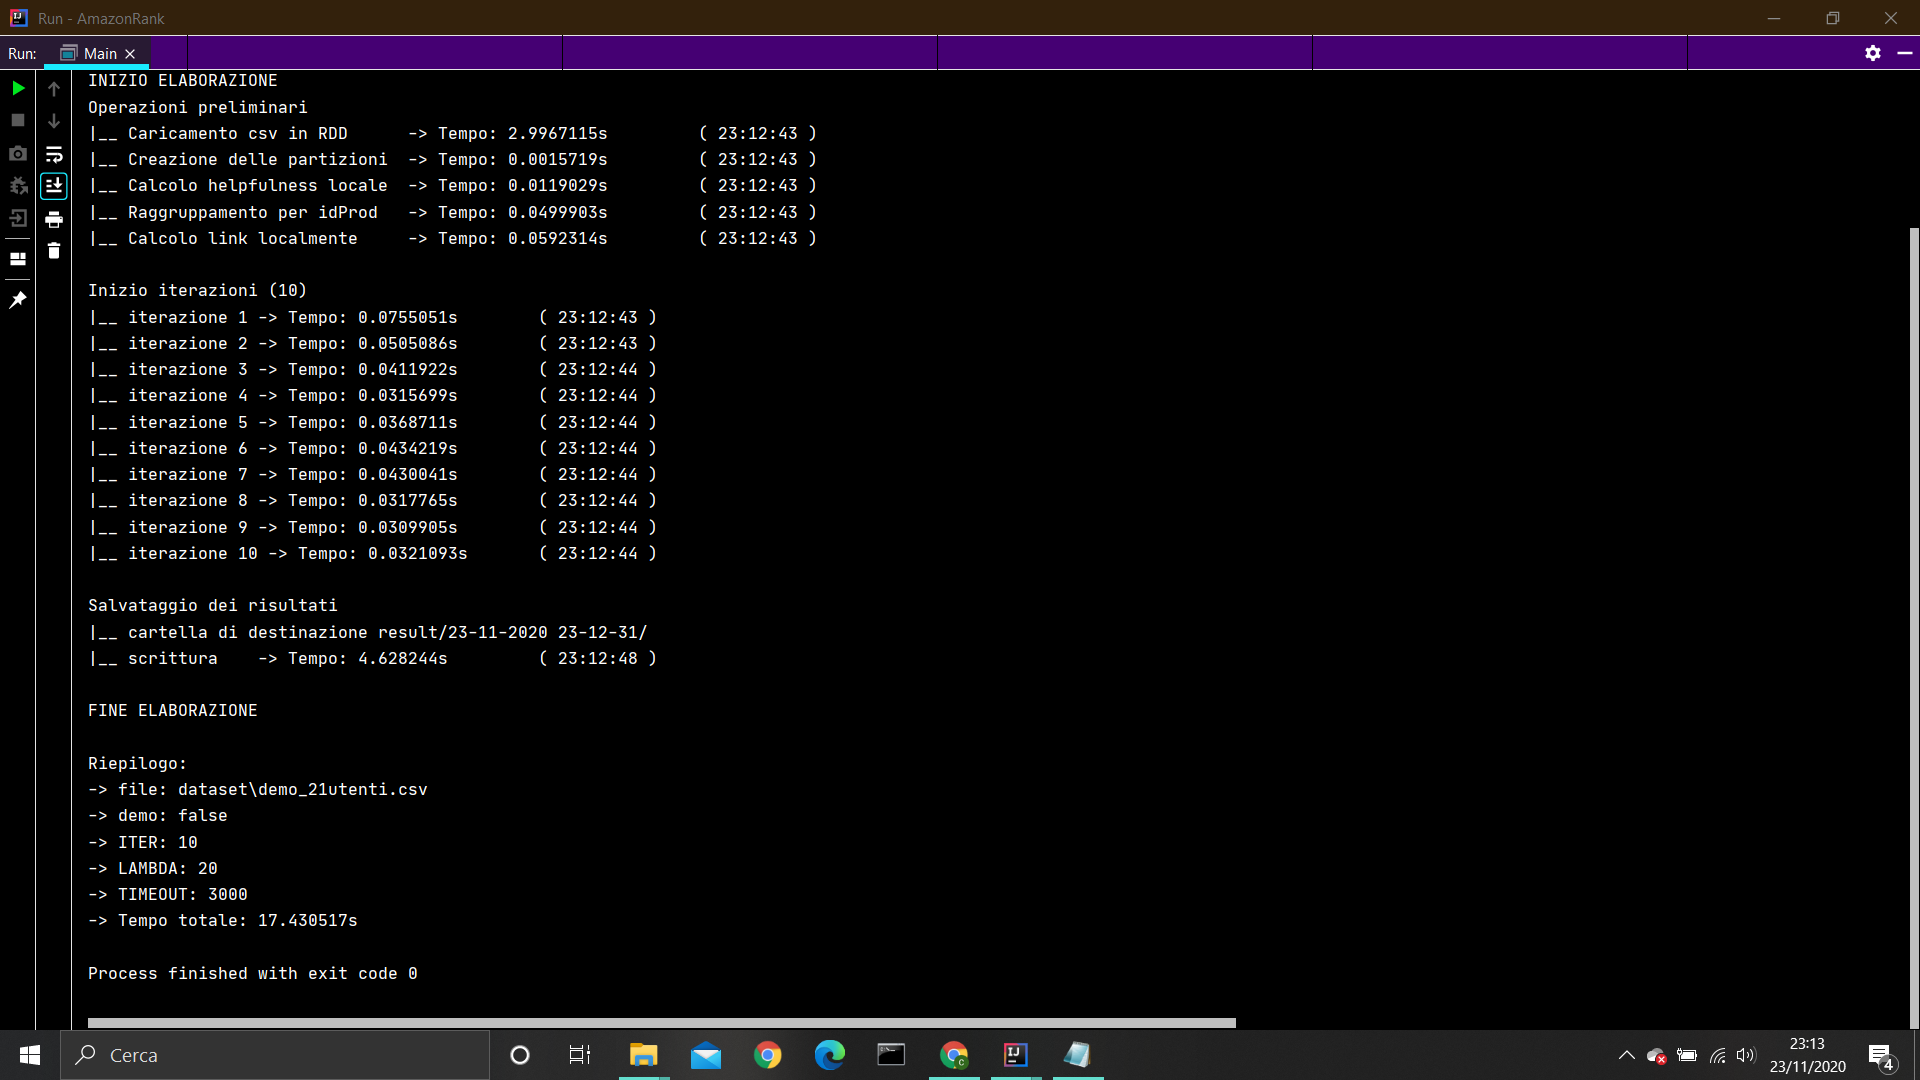 Run - AmazonRank
Run: Main
INIZIO ELABORAZIONE
Operazioni preliminari
|__ Caricamento csv in RDD -> Tempo: 2.9967115s ( 23:12:43 )
|__ Creazione delle partizioni -> Tempo: 0.0015719s ( 23:12:43 )
|__ Calcolo helpfulness locale -> Tempo: 0.0119029s ( 23:12:43 )
|__ Raggruppamento per idProd -> Tempo: 0.0499903s ( 23:12:43 )
|__ Calcolo link localmente -> Tempo: 0.0592314s ( 23:12:43 )
Inizio iterazioni (10)
|__ iterazione 1 -> Tempo: 0.0755051s ( 23:12:43 )
|__ iterazione 2 -> Tempo: 0.0505086s ( 23:12:43 )
|__ iterazione 3 -> Tempo: 0.0411922s ( 23:12:44 )
|__ iterazione 4 -> Tempo: 0.0315699s ( 23:12:44 )
|__ iterazione 5 -> Tempo: 0.0368711s ( 23:12:44 )
|__ iterazione 6 -> Tempo: 0.0434219s ( 23:12:44 )
|__ iterazione 7 -> Tempo: 0.0430041s ( 23:12:44 )
|__ iterazione 8 -> Tempo: 0.0317765s ( 23:12:44 )
|__ iterazione 9 -> Tempo: 0.0309905s ( 23:12:44 )
|__ iterazione 10 -> Tempo: 0.0321093s ( 23:12:44 )
Salvataggio dei risultati
|__ cartella di destinazione result/23-11-2020 23-12-31/
|__ scrittura -> Tempo: 4.628244s ( 23:12:48 )
FINE ELABORAZIONE
Riepilogo:
-> file: dataset\demo_21utenti.csv
-> demo: false
-> ITER: 10
-> LAMBDA: 20
-> TIMEOUT: 3000
-> Tempo totale: 17.430517s
Process finished with exit code 0
Cerca
23:13
23/11/2020
4